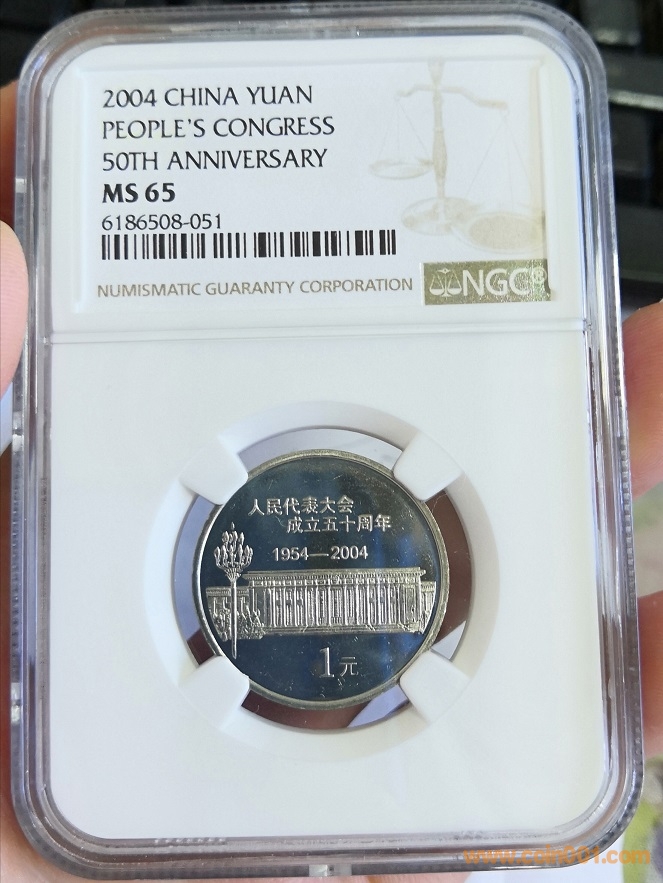 2004 CHINA YUAN
PEOPLE'S CONGRESS
50TH ANNIVERSARY
MS 65
6186508-051
NUMISMATIC GUARANTY CORPORATION
NGC®
人民代表大会
成立五十周年
1954—2004
1元
www.coin001.com